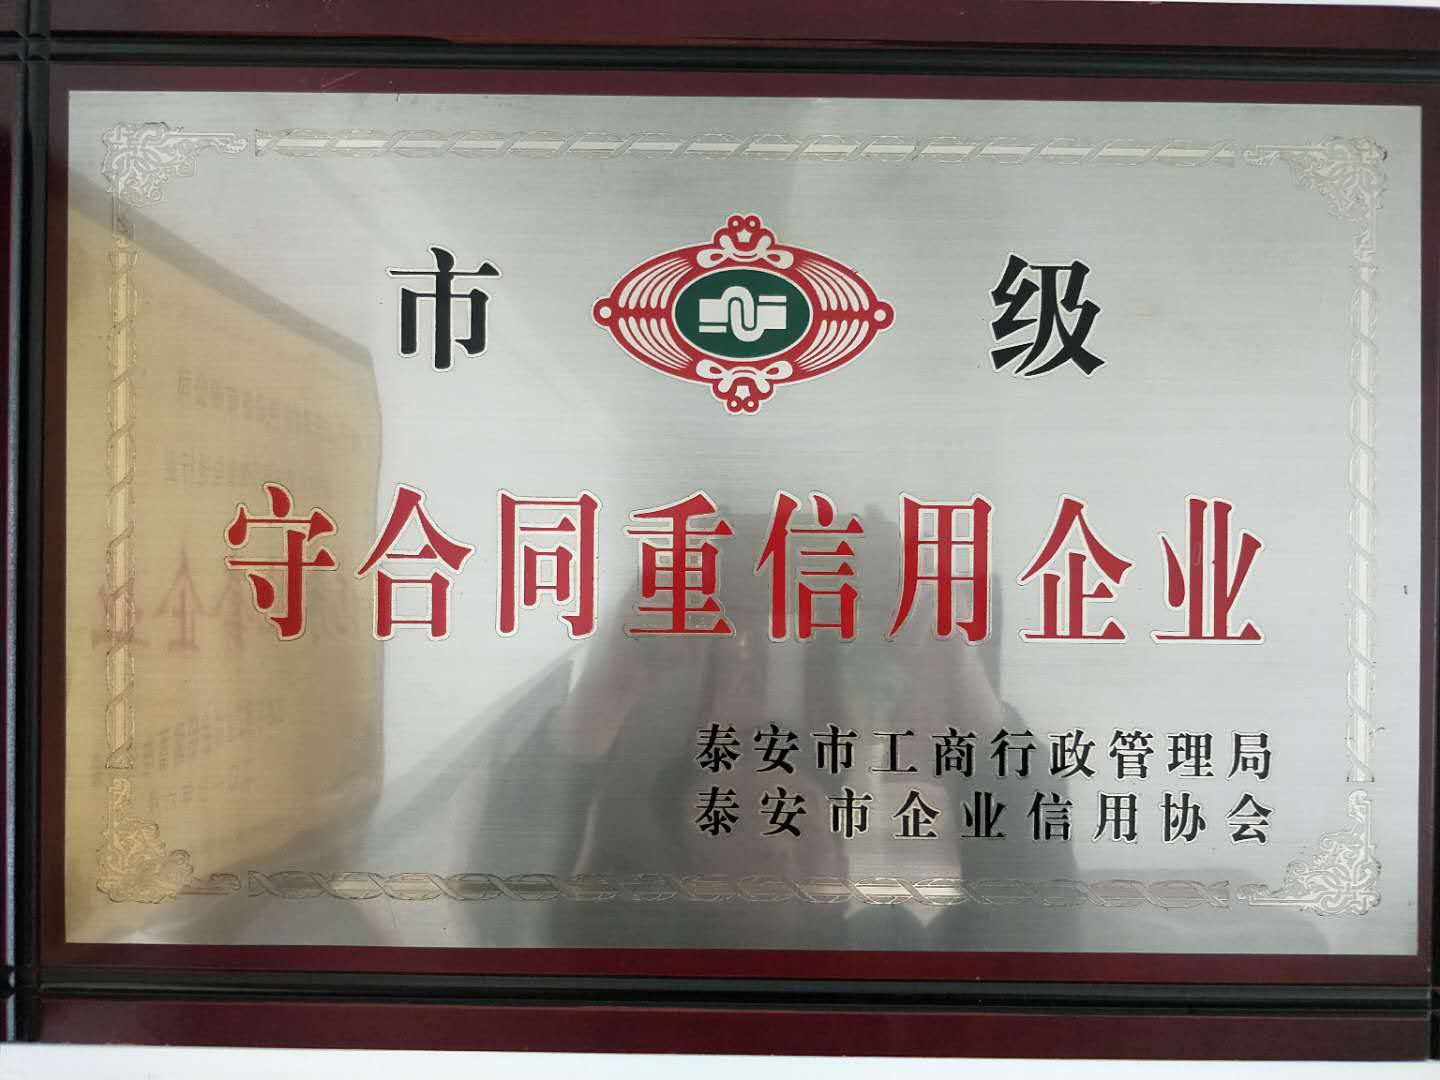 市 级
守合同重信用企业
泰安市工商行政管理局
泰安市企业信用协会